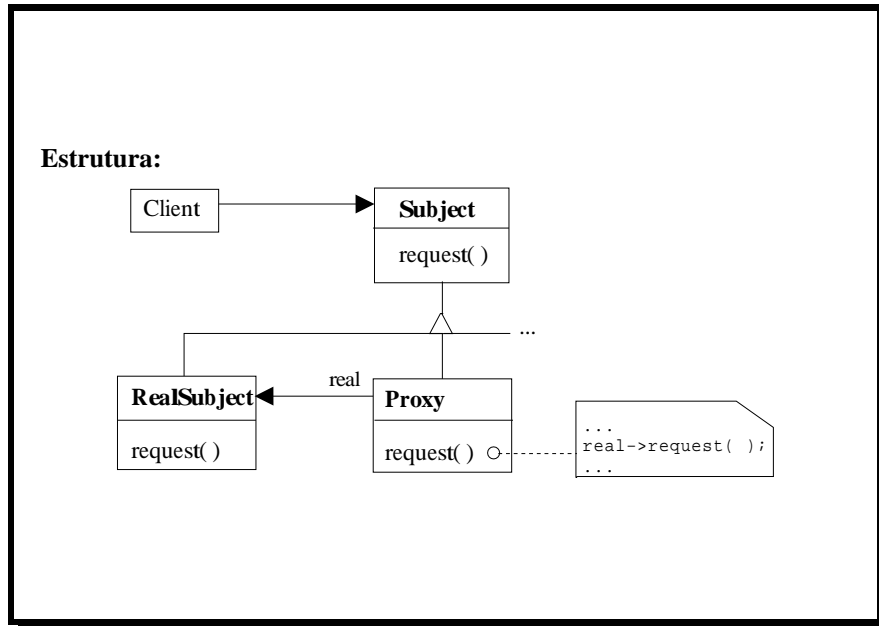 Estrutura:
Client
Subject
request( )
...
RealSubject
request( )
real
Proxy
request( )
...
real->request( );
...